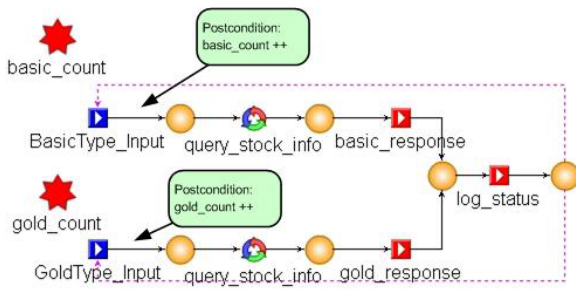 Postcondition:
basic_count ++
basic_count
BasicType_Input
query_stock_info
basic_response
Postcondition:
gold_count ++
log_status
gold_count
GoldType_Input
query_stock_info
gold_response